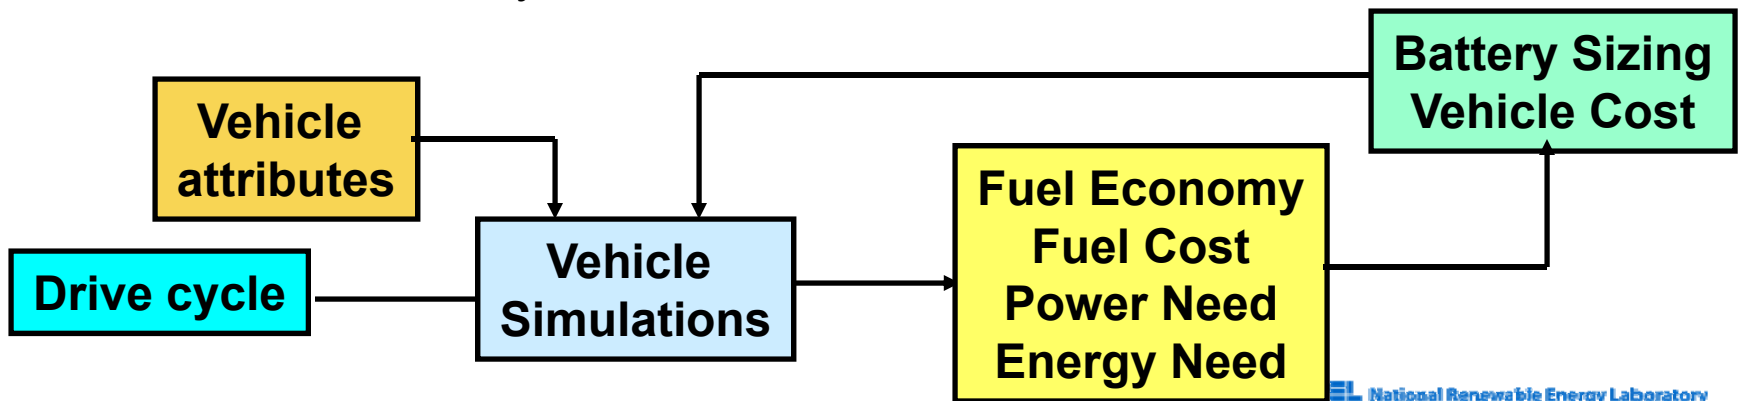 Battery Sizing
Vehicle Cost
Vehicle
attributes
Fuel Economy
Fuel Cost
Power Need
Energy Need
Vehicle
Simulations
Drive cycle
National Renewable Energy Laboratory